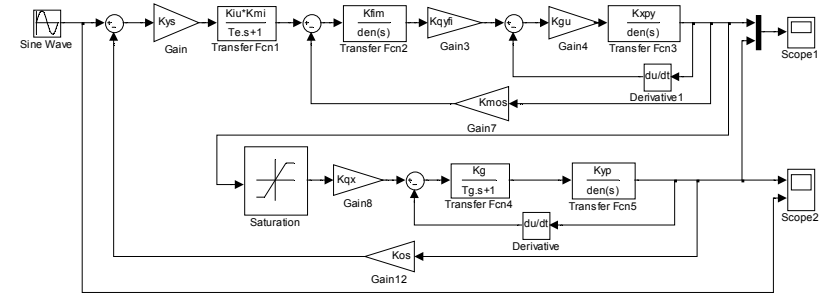 Sine Wave
Kys
Gain
Kiu*Kmi
Te.s+1
Transfer Fcn1
Kfim
den(s)
Transfer Fcn2
Kqyfi
Gain3
Kgu
Gain4
Kxpy
den(s)
Transfer Fcn3
Scope1
du/dt
Derivative1
Kmos
Gain7
Saturation
Kqx
Gain8
Kg
Tg.s+1
Transfer Fcn4
Kyp
den(s)
Transfer Fcn5
Scope2
du/dt
Derivative
Kos
Gain12